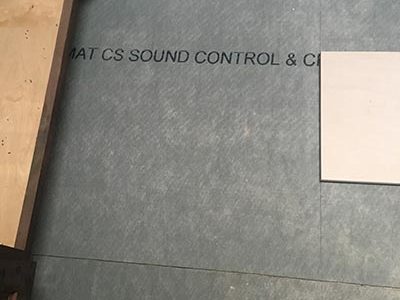 MAT CS SOUND CONTROL & C